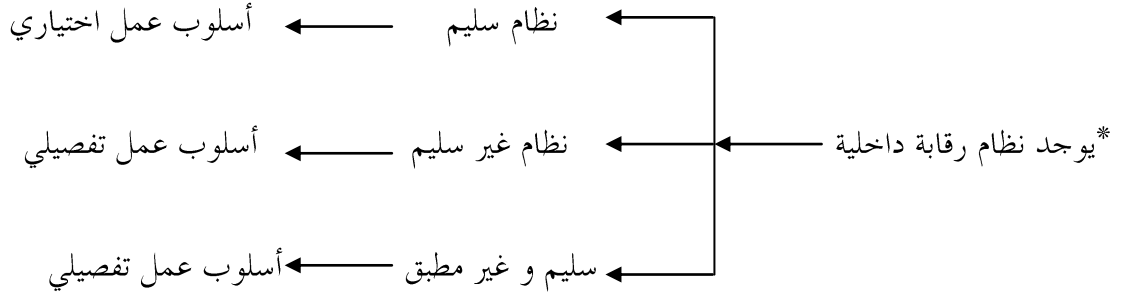 نظام سليم أسلوب عمل اختياري
*يوجد نظام رقابة داخلية نظام غير سليم أسلوب عمل تفصيلي
سليم و غير مطبق أسلوب عمل تفصيلي